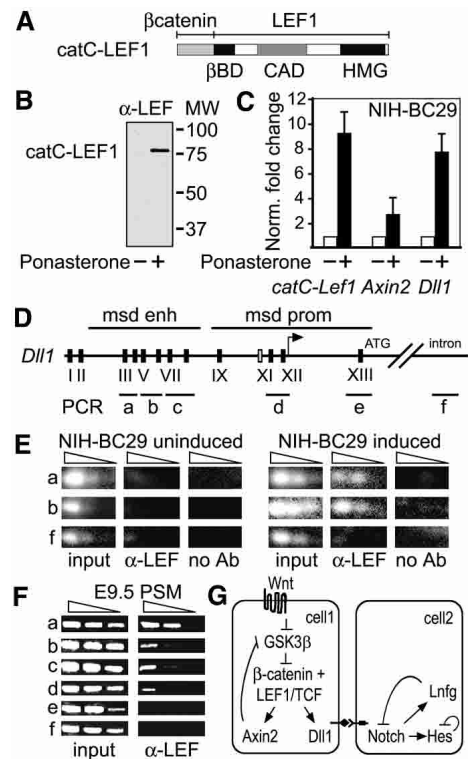 A
βcatenin
LEF1
catC-LEF1
βBD
CAD
HMG
B
α-LEF
MW
catC-LEF1
100
75
50
37
Ponasterone
− +
C
NIH-BC29
Norm. fold change
12
10
8
6
4
2
Ponasterone
− + − + − +
catC-Lef1 Axin2 Dll1
D
msd enh
msd prom
Dll1
ATG
intron
I II III V VII IX XI XII XIII
PCR
a b c d e f
E
NIH-BC29 uninduced
NIH-BC29 induced
a
b
f
input α-LEF no Ab
input α-LEF no Ab
F
E9.5 PSM
a
b
c
d
e
f
input α-LEF
G
Wnt
cell1
cell2
GSK3β
β-catenin +
LEF1/TCF
Axin2
Dll1
Lnfg
Notch
Hes